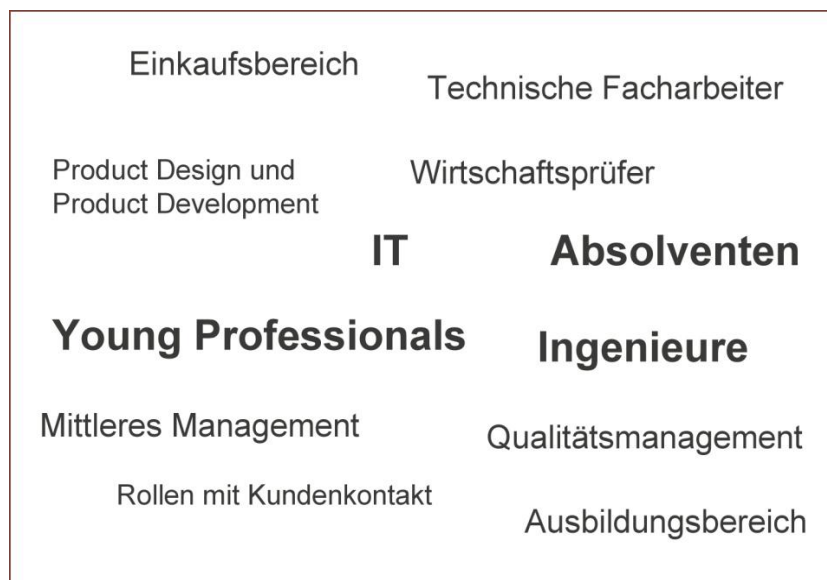 Einkaufsbereich
Technische Facharbeiter
Product Design und
Product Development
Wirtschaftsprüfer
IT
Absolventen
Young Professionals
Ingenieure
Mittleres Management
Qualitätsmanagement
Rollen mit Kundenkontakt
Ausbildungsbereich